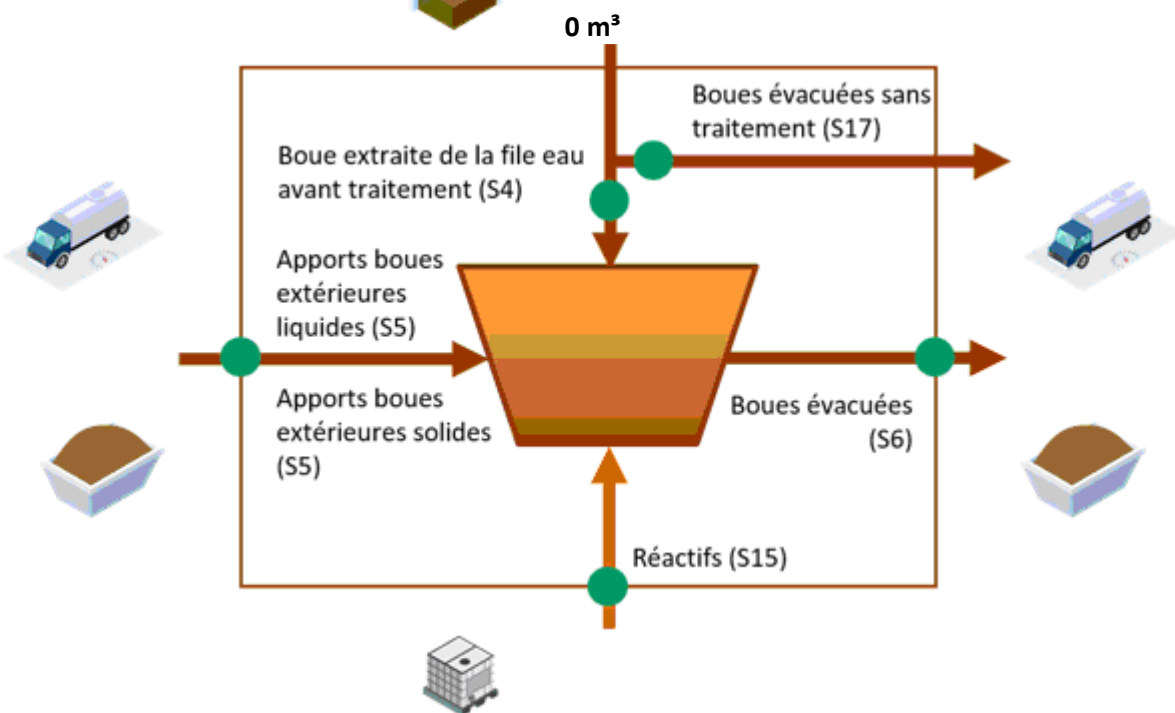 0 m³
Boues évacuées sans
traitement (S17)
Boue extraite de la file eau
avant traitement (S4)
Apports boues
extérieures
liquides (S5)
Apports boues
extérieures solides
(S5)
Boues évacuées
(S6)
Réactifs (S15)